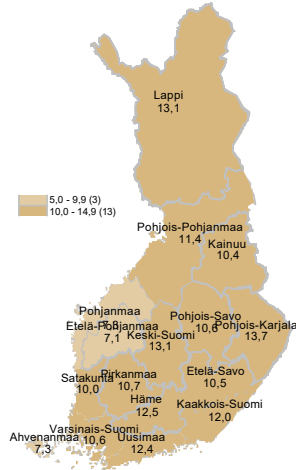 Lappi
13,1
5,0 - 9,9 (3)
10,0 - 14,9 (13)
Pohjois-Pohjanmaa
11,4
Kainuu
10,4
Pohjanmaa
Etelä-Pohjanmaa
7,1
Keski-Suomi
13,1
Pohjois-Savo
10,6
Pohjois-Karjala
13,7
Satakunta
10,0
Pirkanmaa
10,7
Etelä-Savo
10,5
Häme
12,5
Kaakkois-Suomi
12,0
Ahvenanmaa
7,3
Varsinais-Suomi
10,6
Uusimaa
12,4